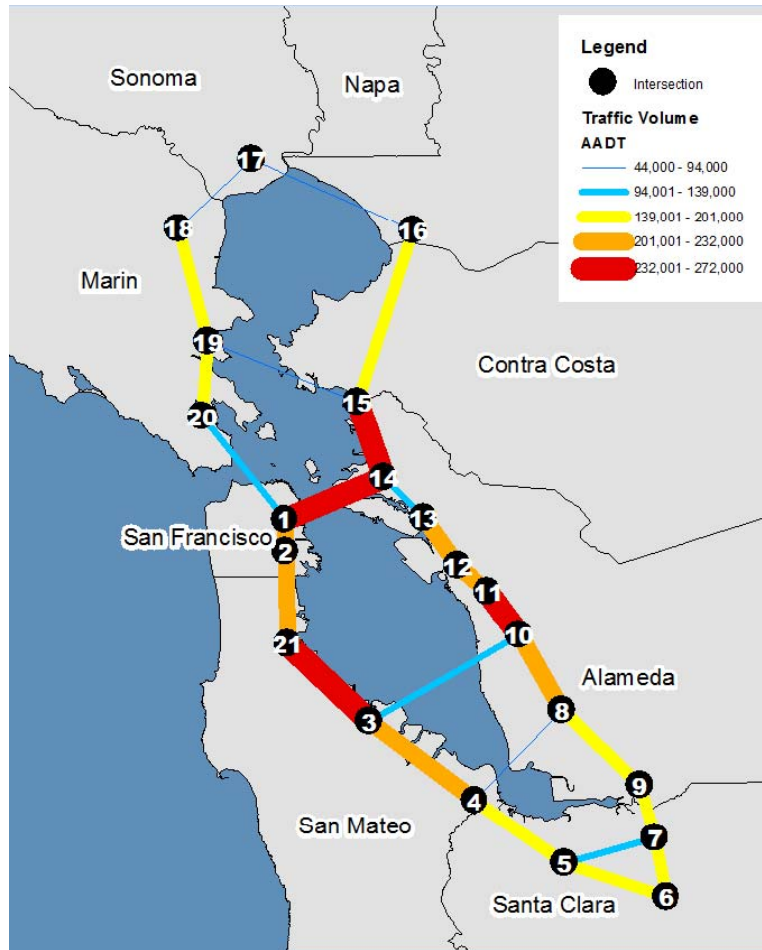 Legend
Intersection
Traffic Volume
AADT
44,000 - 94,000
94,001 - 139,000
139,001 - 201,000
201,001 - 232,000
232,001 - 272,000
Sonoma
Napa
17
18
16
Marin
19
Contra Costa
15
20
14
1
13
San Francisco
2
12
11
10
21
Alameda
8
3
9
4
San Mateo
7
5
6
Santa Clara